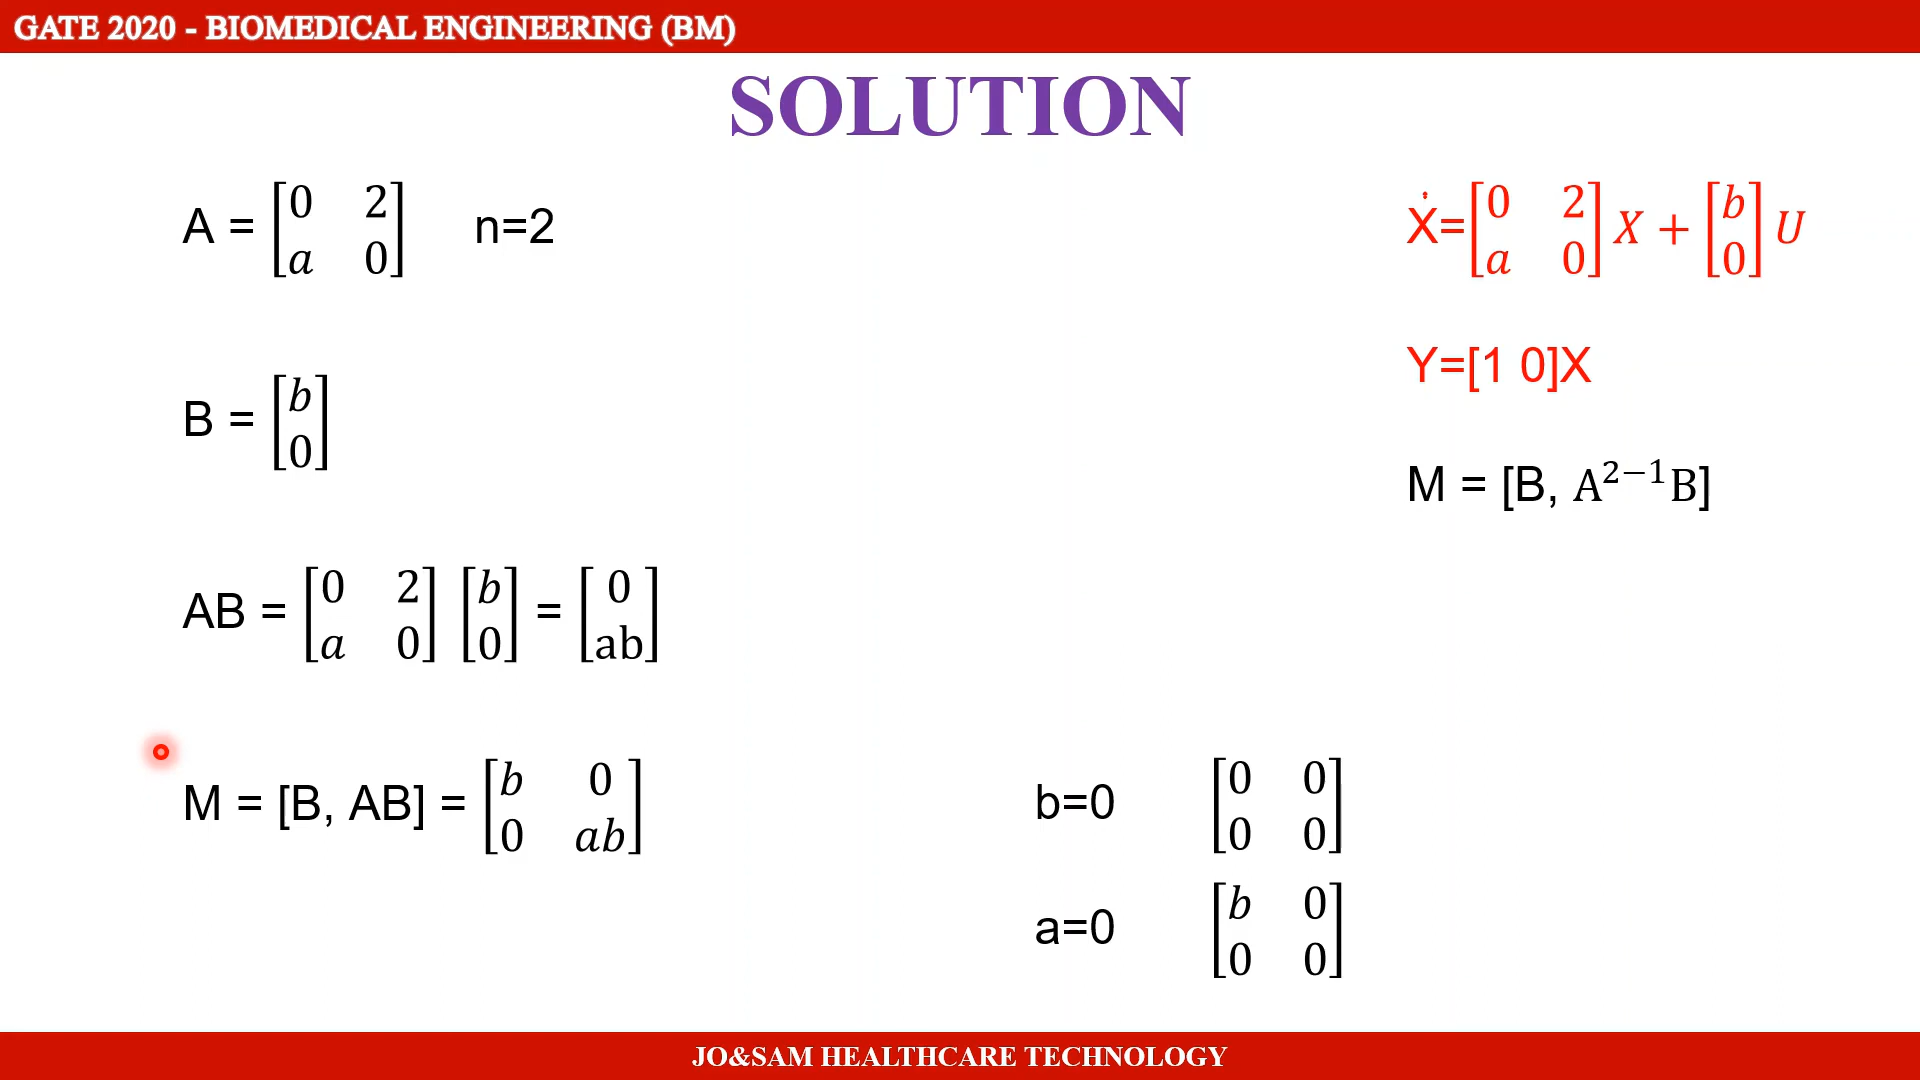 GATE 2020 - BIOMEDICAL ENGINEERING (BM)
SOLUTION
A = [0 2; a 0] n=2
Ẋ=[0 2; a 0] X + [b; 0] U
Y=[1 0]X
B = [b; 0]
M = [B, A²⁻¹B]
AB = [0 2; a 0] [b; 0] = [0; ab]
M = [B, AB] = [b 0; 0 ab]
b=0 [0 0; 0 0]
a=0 [b 0; 0 0]
JO&SAM HEALTHCARE TECHNOLOGY